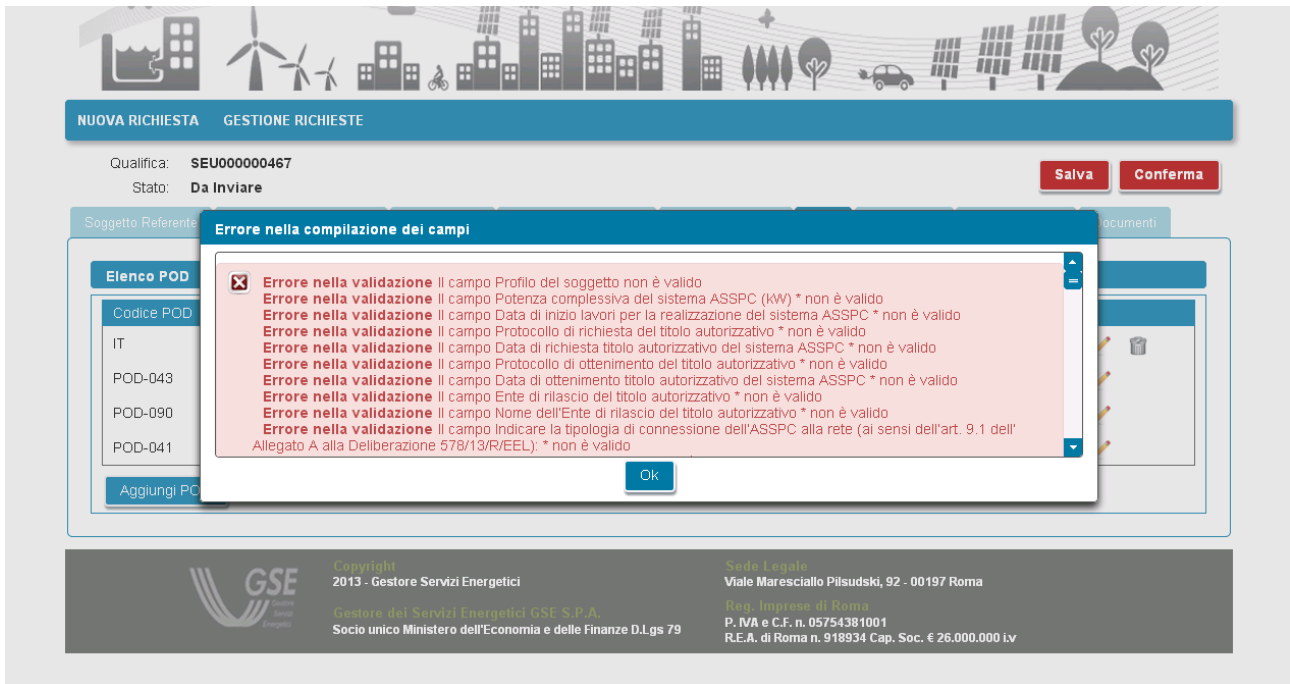 NUOVA RICHIESTA GESTIONE RICHIESTE
Qualifica: SEU000000467
Stato: Da Inviare
Salva Conferma
Soggetto Referente
Documenti
Errore nella compilazione dei campi
Elenco POD
Codice POD
IT
POD-043
POD-090
POD-041
Errore nella validazione Il campo Profilo del soggetto non è valido
Errore nella validazione Il campo Potenza complessiva del sistema ASSPC (kW) * non è valido
Errore nella validazione Il campo Data di inizio lavori per la realizzazione del sistema ASSPC * non è valido
Errore nella validazione Il campo Protocollo di richiesta del titolo autorizzativo * non è valido
Errore nella validazione Il campo Data di richiesta titolo autorizzativo del sistema ASSPC * non è valido
Errore nella validazione Il campo Protocollo di ottenimento del titolo autorizzativo * non è valido
Errore nella validazione Il campo Data di ottenimento titolo autorizzativo del sistema ASSPC * non è valido
Errore nella validazione Il campo Ente di rilascio del titolo autorizzativo * non è valido
Errore nella validazione Il campo Nome dell'Ente di rilascio del titolo autorizzativo * non è valido
Errore nella validazione Il campo Indicare la tipologia di connessione dell'ASSPC alla rete (ai sensi dell'art. 9.1 dell'
Allegato A alla Deliberazione 578/13/R/EEL): * non è valido
Ok
Aggiungi PO
GSE
Gestore
Servizi
Energetici
Copyright
2013 - Gestore Servizi Energetici
Gestore dei Servizi Energetici GSE S.P.A.
Socio unico Ministero dell'Economia e delle Finanze D.Lgs 79
Sede Legale
Viale Maresciallo Pilsudski, 92 - 00197 Roma
Reg. Imprese di Roma
P. IVA e C.F. n. 05754381001
R.E.A. di Roma n. 918934 Cap. Soc. € 26.000.000 i.v